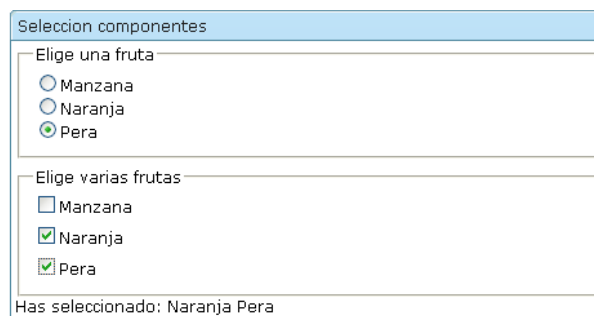 Seleccion componentes
Elige una fruta
Manzana
Naranja
Pera
Elige varias frutas
Manzana
Naranja
Pera
Has seleccionado: Naranja Pera